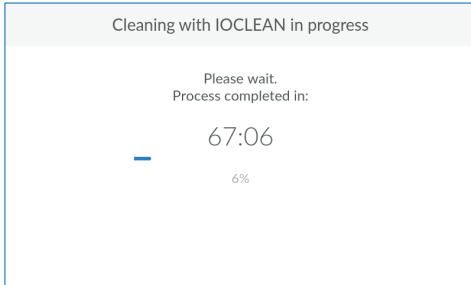 Cleaning with IOCLEAN in progress
Please wait.
Process completed in:
67:06
6%